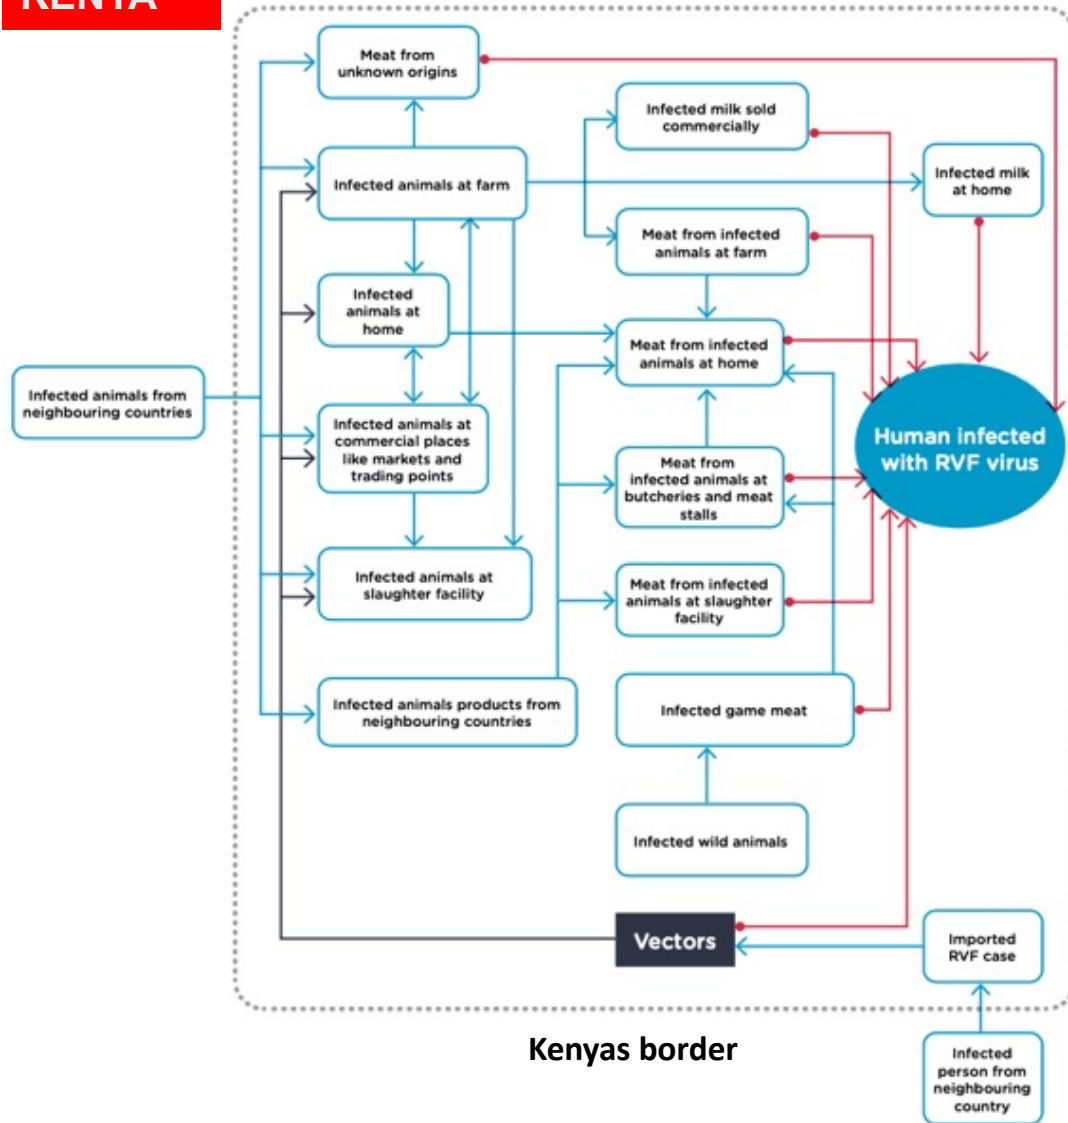 KENYA
Meat from
unknown origins
Infected milk sold
commercially
Infected animals at farm
Infected milk
at home
Meat from infected
animals at farm
Infected
animals at
home
Meat from infected
animals at home
Infected animals from
neighbouring countries
Infected animals at
commercial places
like markets and
trading points
Human infected
with RVF virus
Meat from
infected animals at
butcheries and meat
stalls
Infected animals at
slaughter facility
Meat from infected
animals at slaughter
facility
Infected animals products from
neighbouring countries
Infected game meat
Infected wild animals
Vectors
Imported
RVF case
Kenyas border
Infected
person from
neighbouring
country